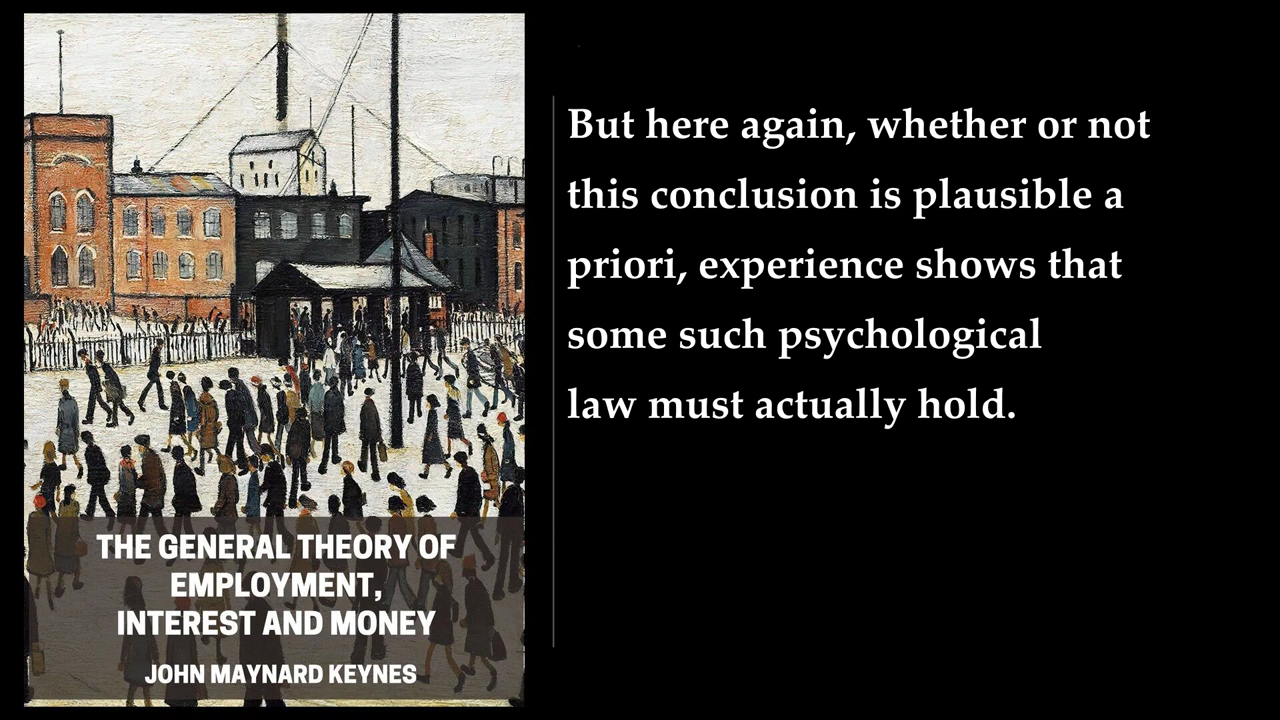 THE GENERAL THEORY OF
EMPLOYMENT,
INTEREST AND MONEY
JOHN MAYNARD KEYNES
But here again, whether or not
this conclusion is plausible a
priori, experience shows that
some such psychological
law must actually hold.